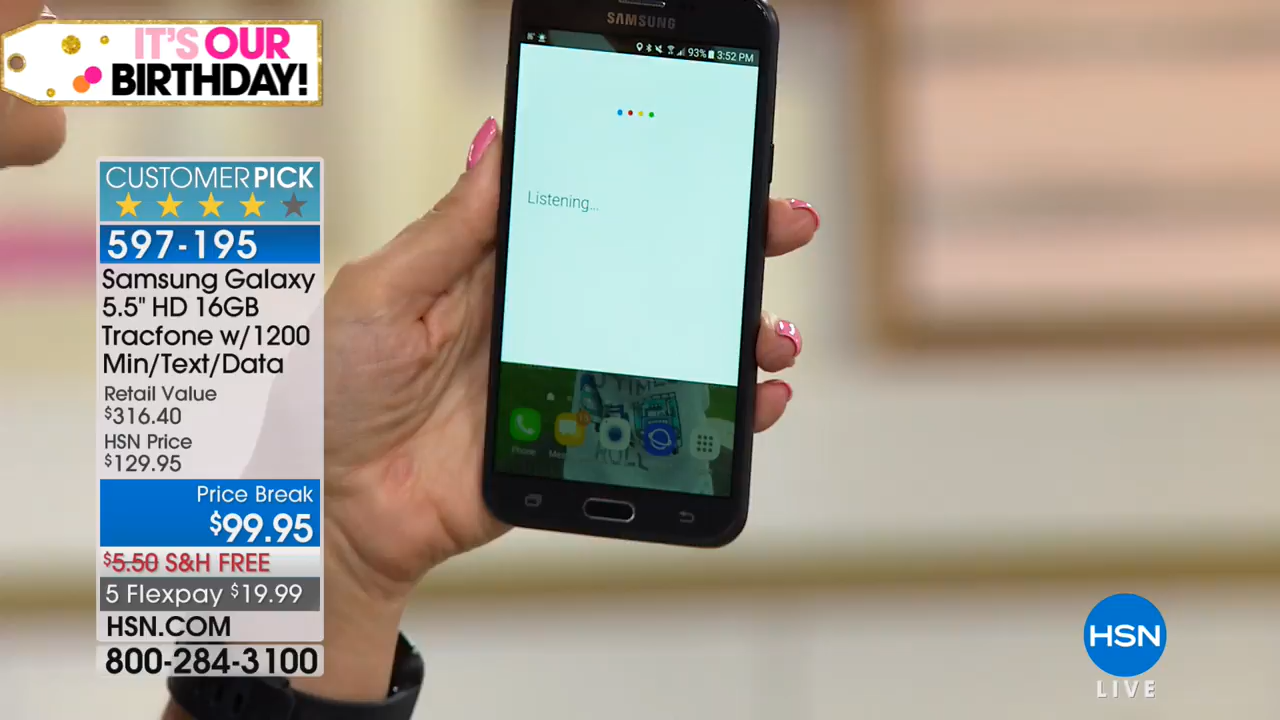 IT'S OUR
BIRTHDAY!
CUSTOMER PICK
597-195
Samsung Galaxy
5.5" HD 16GB
Tracfone w/1200
Min/Text/Data
Retail Value
$316.40
HSN Price
$129.95
Price Break
$99.95
$5.50 S&H FREE
5 Flexpay $19.99
HSN.COM
800-284-3100
SAMSUNG
93% 3:52 PM
Listening...
Phone
HSN
LIVE